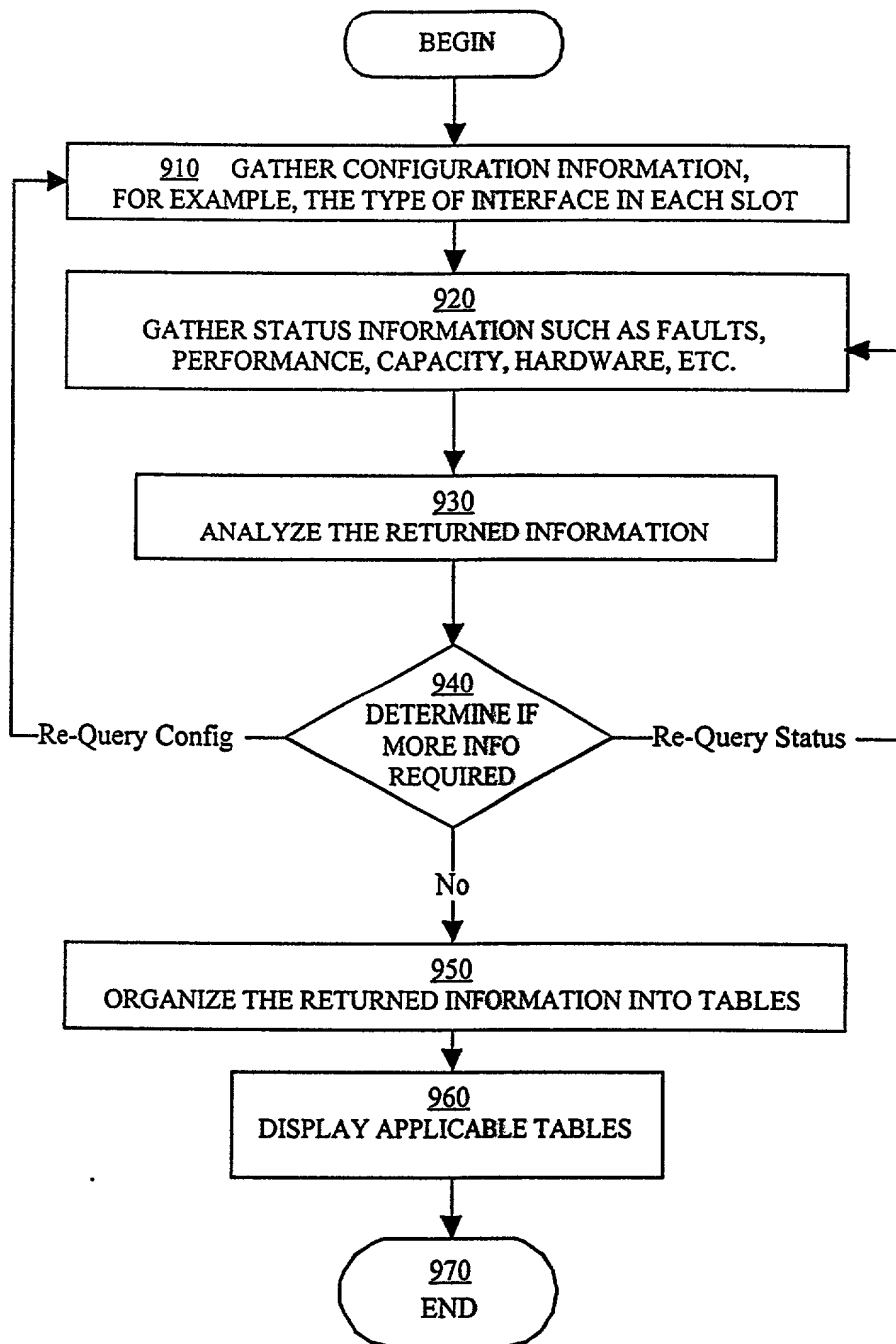 BEGIN
910 GATHER CONFIGURATION INFORMATION,
FOR EXAMPLE, THE TYPE OF INTERFACE IN EACH SLOT
920
GATHER STATUS INFORMATION SUCH AS FAULTS,
PERFORMANCE, CAPACITY, HARDWARE, ETC.
930
ANALYZE THE RETURNED INFORMATION
940
DETERMINE IF
MORE INFO
REQUIRED
Re-Query Config
Re-Query Status
No
950
ORGANIZE THE RETURNED INFORMATION INTO TABLES
960
DISPLAY APPLICABLE TABLES
970
END